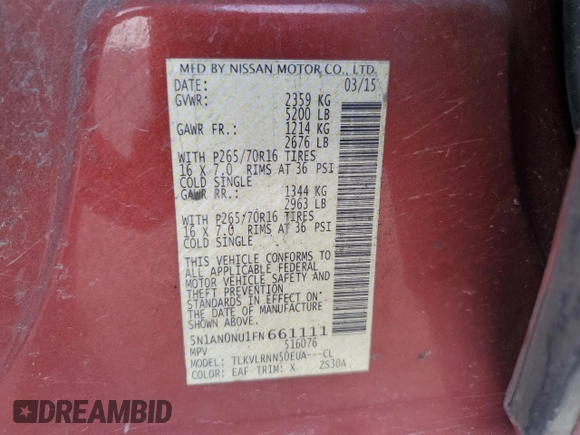 MFD BY NISSAN MOTOR CO., LTD.
DATE: 03/15
GVWR: 2359 KG
5200 LB
GAWR FR.: 1214 KG
2676 LB
WITH P265/70R16 TIRES
16 X 7.0 RIMS AT 36 PSI
COLD SINGLE
GAWR RR.: 1344 KG
2963 LB
WITH P265/70R16 TIRES
16 X 7.0 RIMS AT 36 PSI
COLD SINGLE
THIS VEHICLE CONFORMS TO
ALL APPLICABLE FEDERAL
MOTOR VEHICLE SAFETY AND
THEFT PREVENTION
STANDARDS IN EFFECT ON
THE DATE OF MANUFACTURE
SHOWN ABOVE.
5N1AN0NU1FN661111
MPV 516076
MODEL: TLKVLRNN50EUA---CL
COLOR: EAF TRIM: X 2S30A
DREAMBID